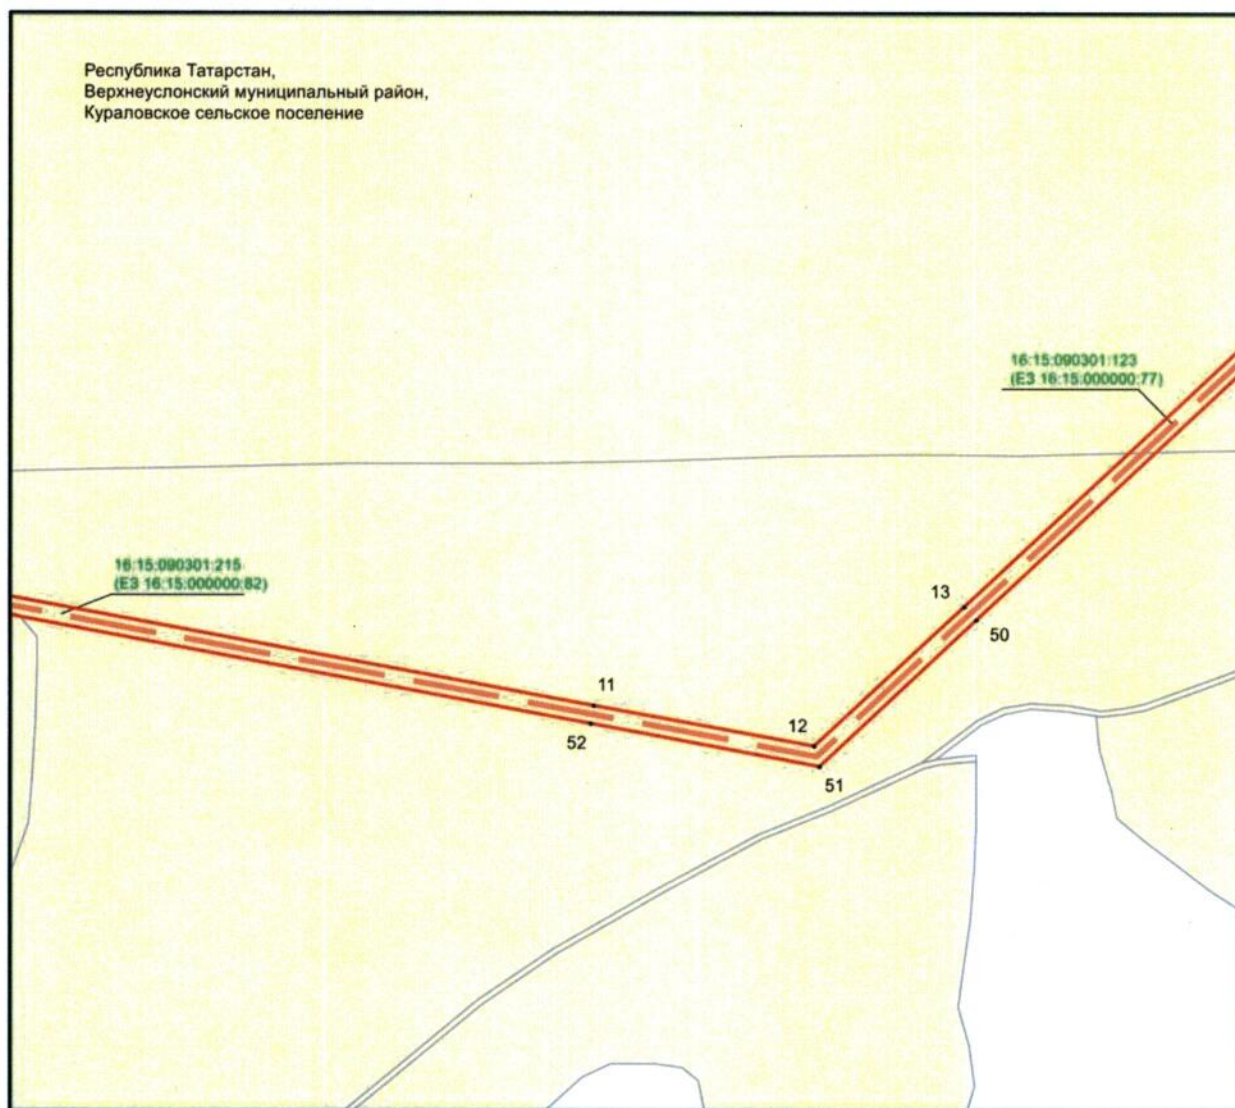 Республика Татарстан,
Верхнеуслонский муниципальный район,
Кураловское сельское поселение
16:15:090301:123
(ЕЗ 16:15:000000:77)
16:15:090301:215
(ЕЗ 16:15:000000:82)
13
50
11
12
52
51